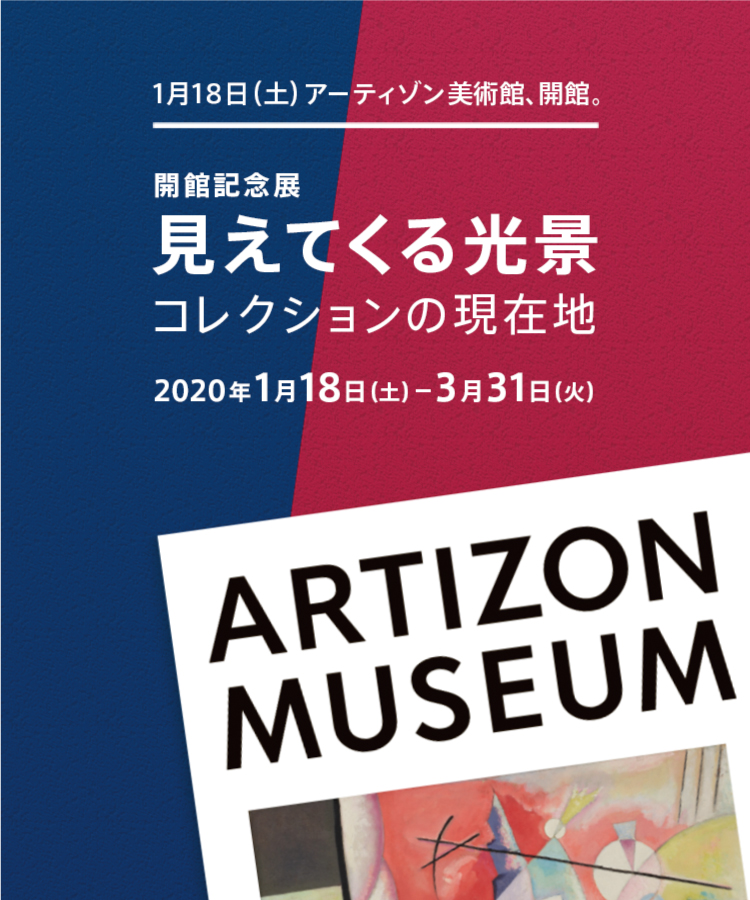 1月18日(土)アーティゾン美術館、開館。
開館記念展
見えてくる光景
コレクションの現在地
2020年1月18日(土)−3月31日(火)
ARTIZON
MUSEUM